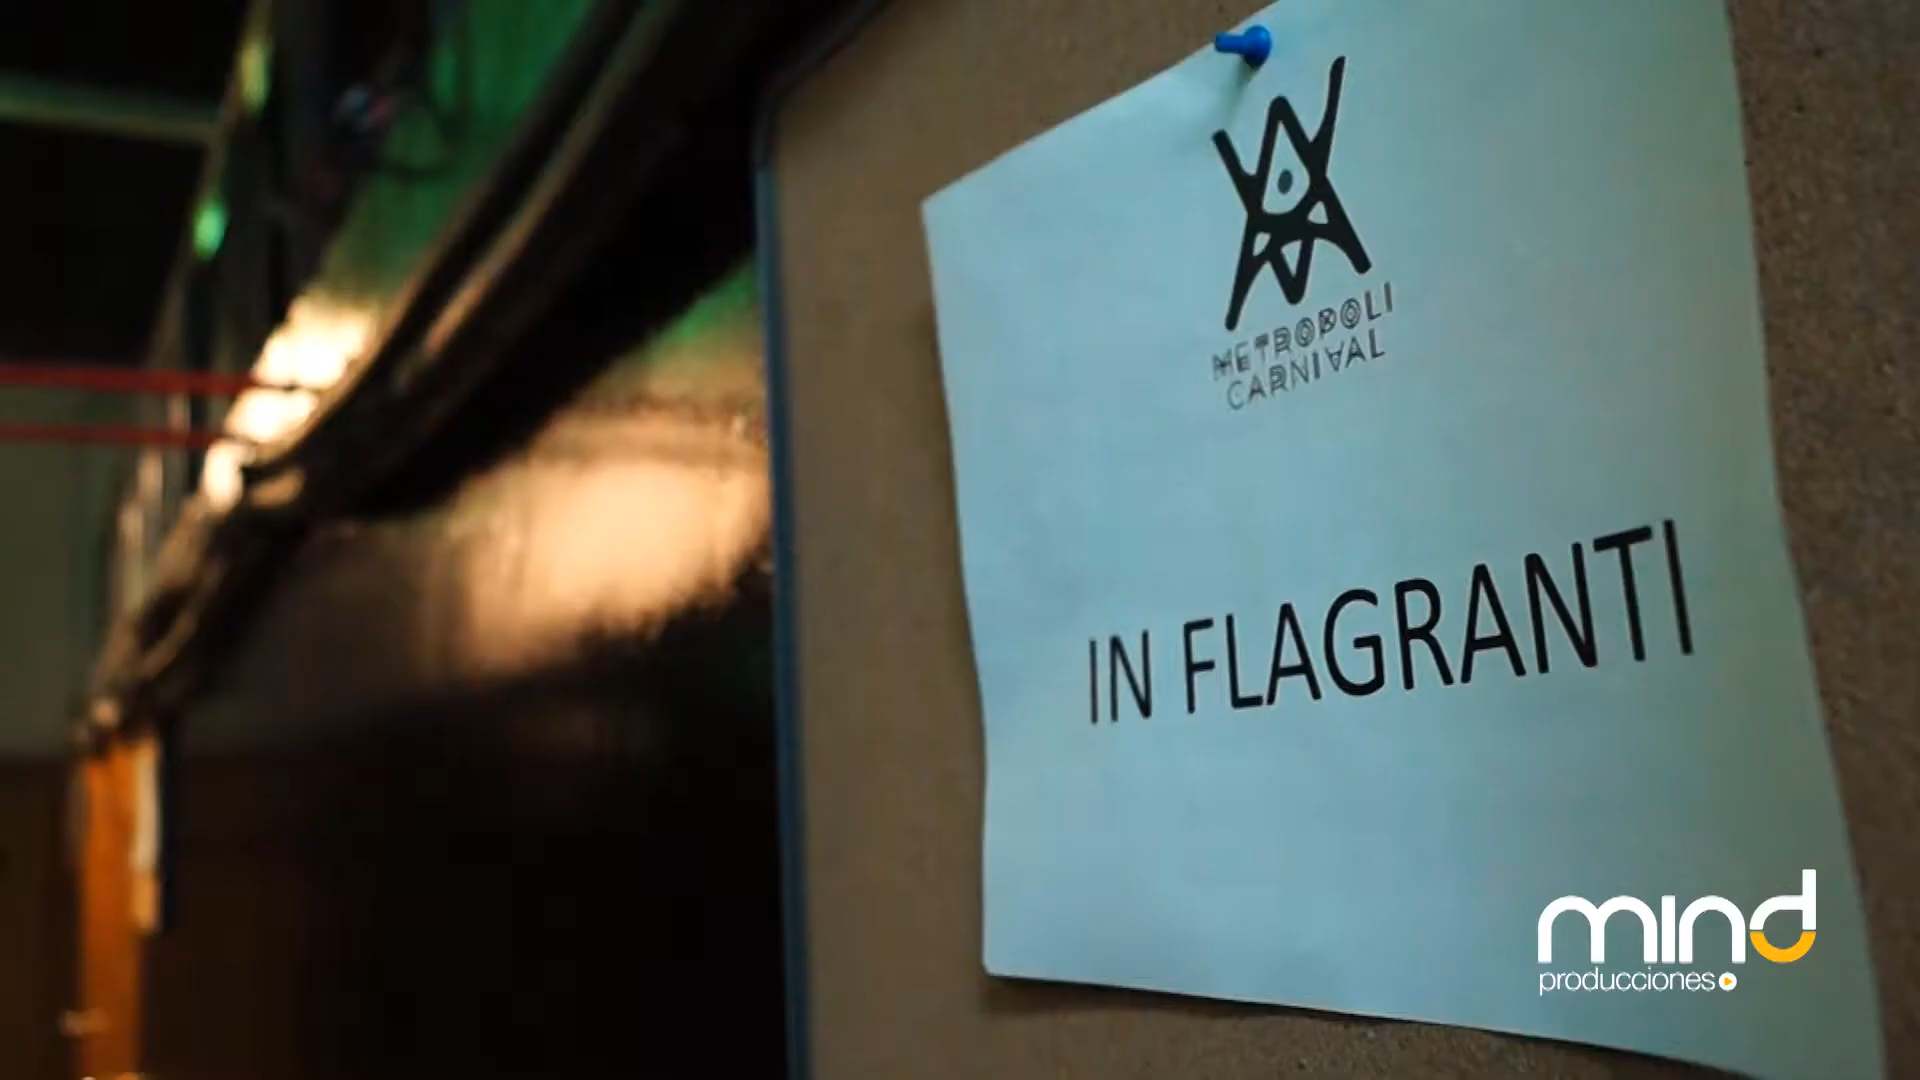 METROPOLI
CARNIVAL
IN FLAGRANTI
mind
producciones